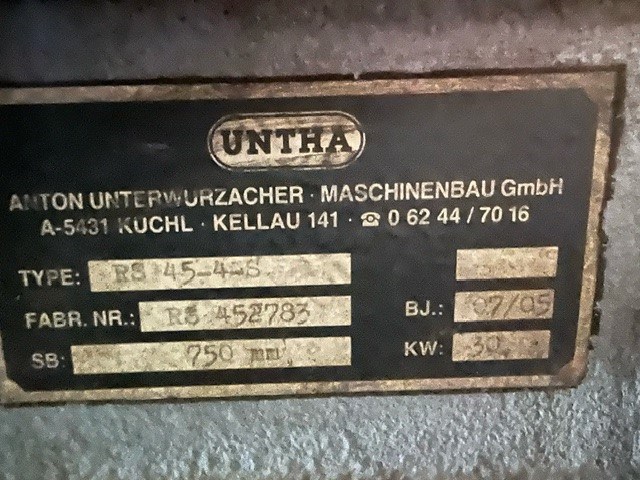 UNTHA
ANTON UNTERWURZACHER · MASCHINENBAU GmbH
A-5431 KUCHL · KELLAU 141 · ☎ 0 62 44 / 70 16
TYPE: RS 45-4-S
FABR. NR.: RS 452783 BJ.: 07/05
SB: 750 mm KW: 30